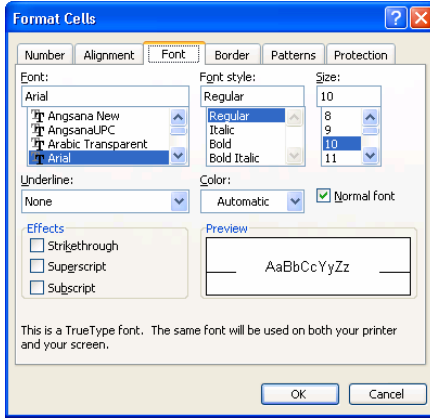 Format Cells
Number Alignment Font Border Patterns Protection
Font: Font style: Size:
Arial Regular 10
Angsana New Regular 8
AngsanaUPC Italic 9
Arabic Transparent Bold 10
Arial Bold Italic 11
Underline: Color:
None Automatic Normal font
Effects Preview
Strikethrough
Superscript AaBbCcYyZz
Subscript
This is a TrueType font. The same font will be used on both your printer
and your screen.
OK Cancel